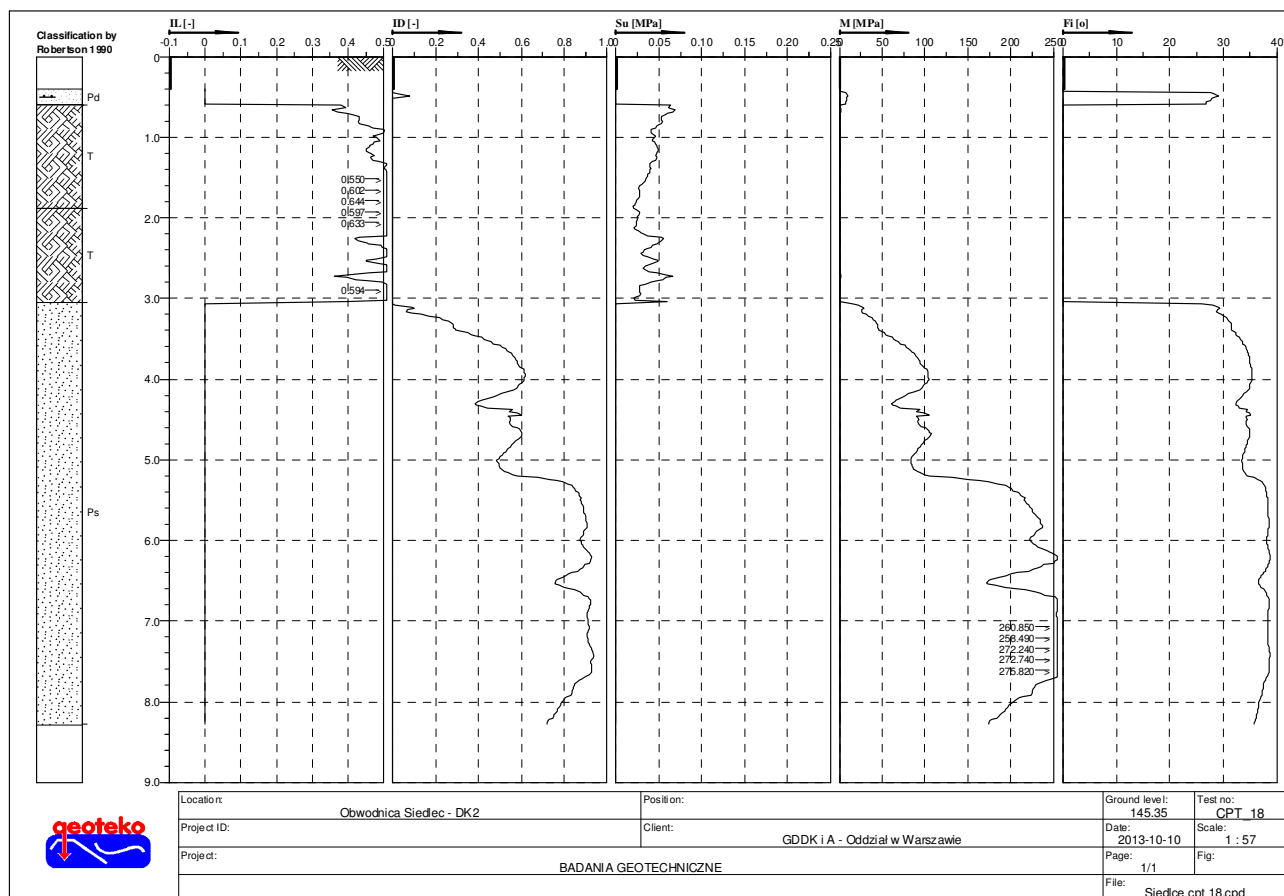 Classification by
Robertson 1990
IL [-]
ID [-]
Su [MPa]
M [MPa]
Fi [o]
-0.1 0 0.1 0.2 0.3 0.4 0.5
0 0.2 0.4 0.6 0.8 1.0
0 0.05 0.10 0.15 0.20 0.25
0 50 100 150 200 250
0 10 20 30 40
0
1.0
2.0
3.0
4.0
5.0
6.0
7.0
8.0
9.0
Pd
T
T
Ps
0.550
0.602
0.644
0.597
0.633
0.594
260.850
258.490
272.240
272.740
275.820
geoteko
Location:
Obwodnica Siedlec - DK2
Position:
Ground level:
145.35
Test no:
CPT_18
Project ID:
Client:
GDDK i A - Oddział w Warszawie
Date:
2013-10-10
Scale:
1 : 57
Project:
BADANIA GEOTECHNICZNE
Page:
1/1
Fig:
File:
Siedlce cpt 18.cpd